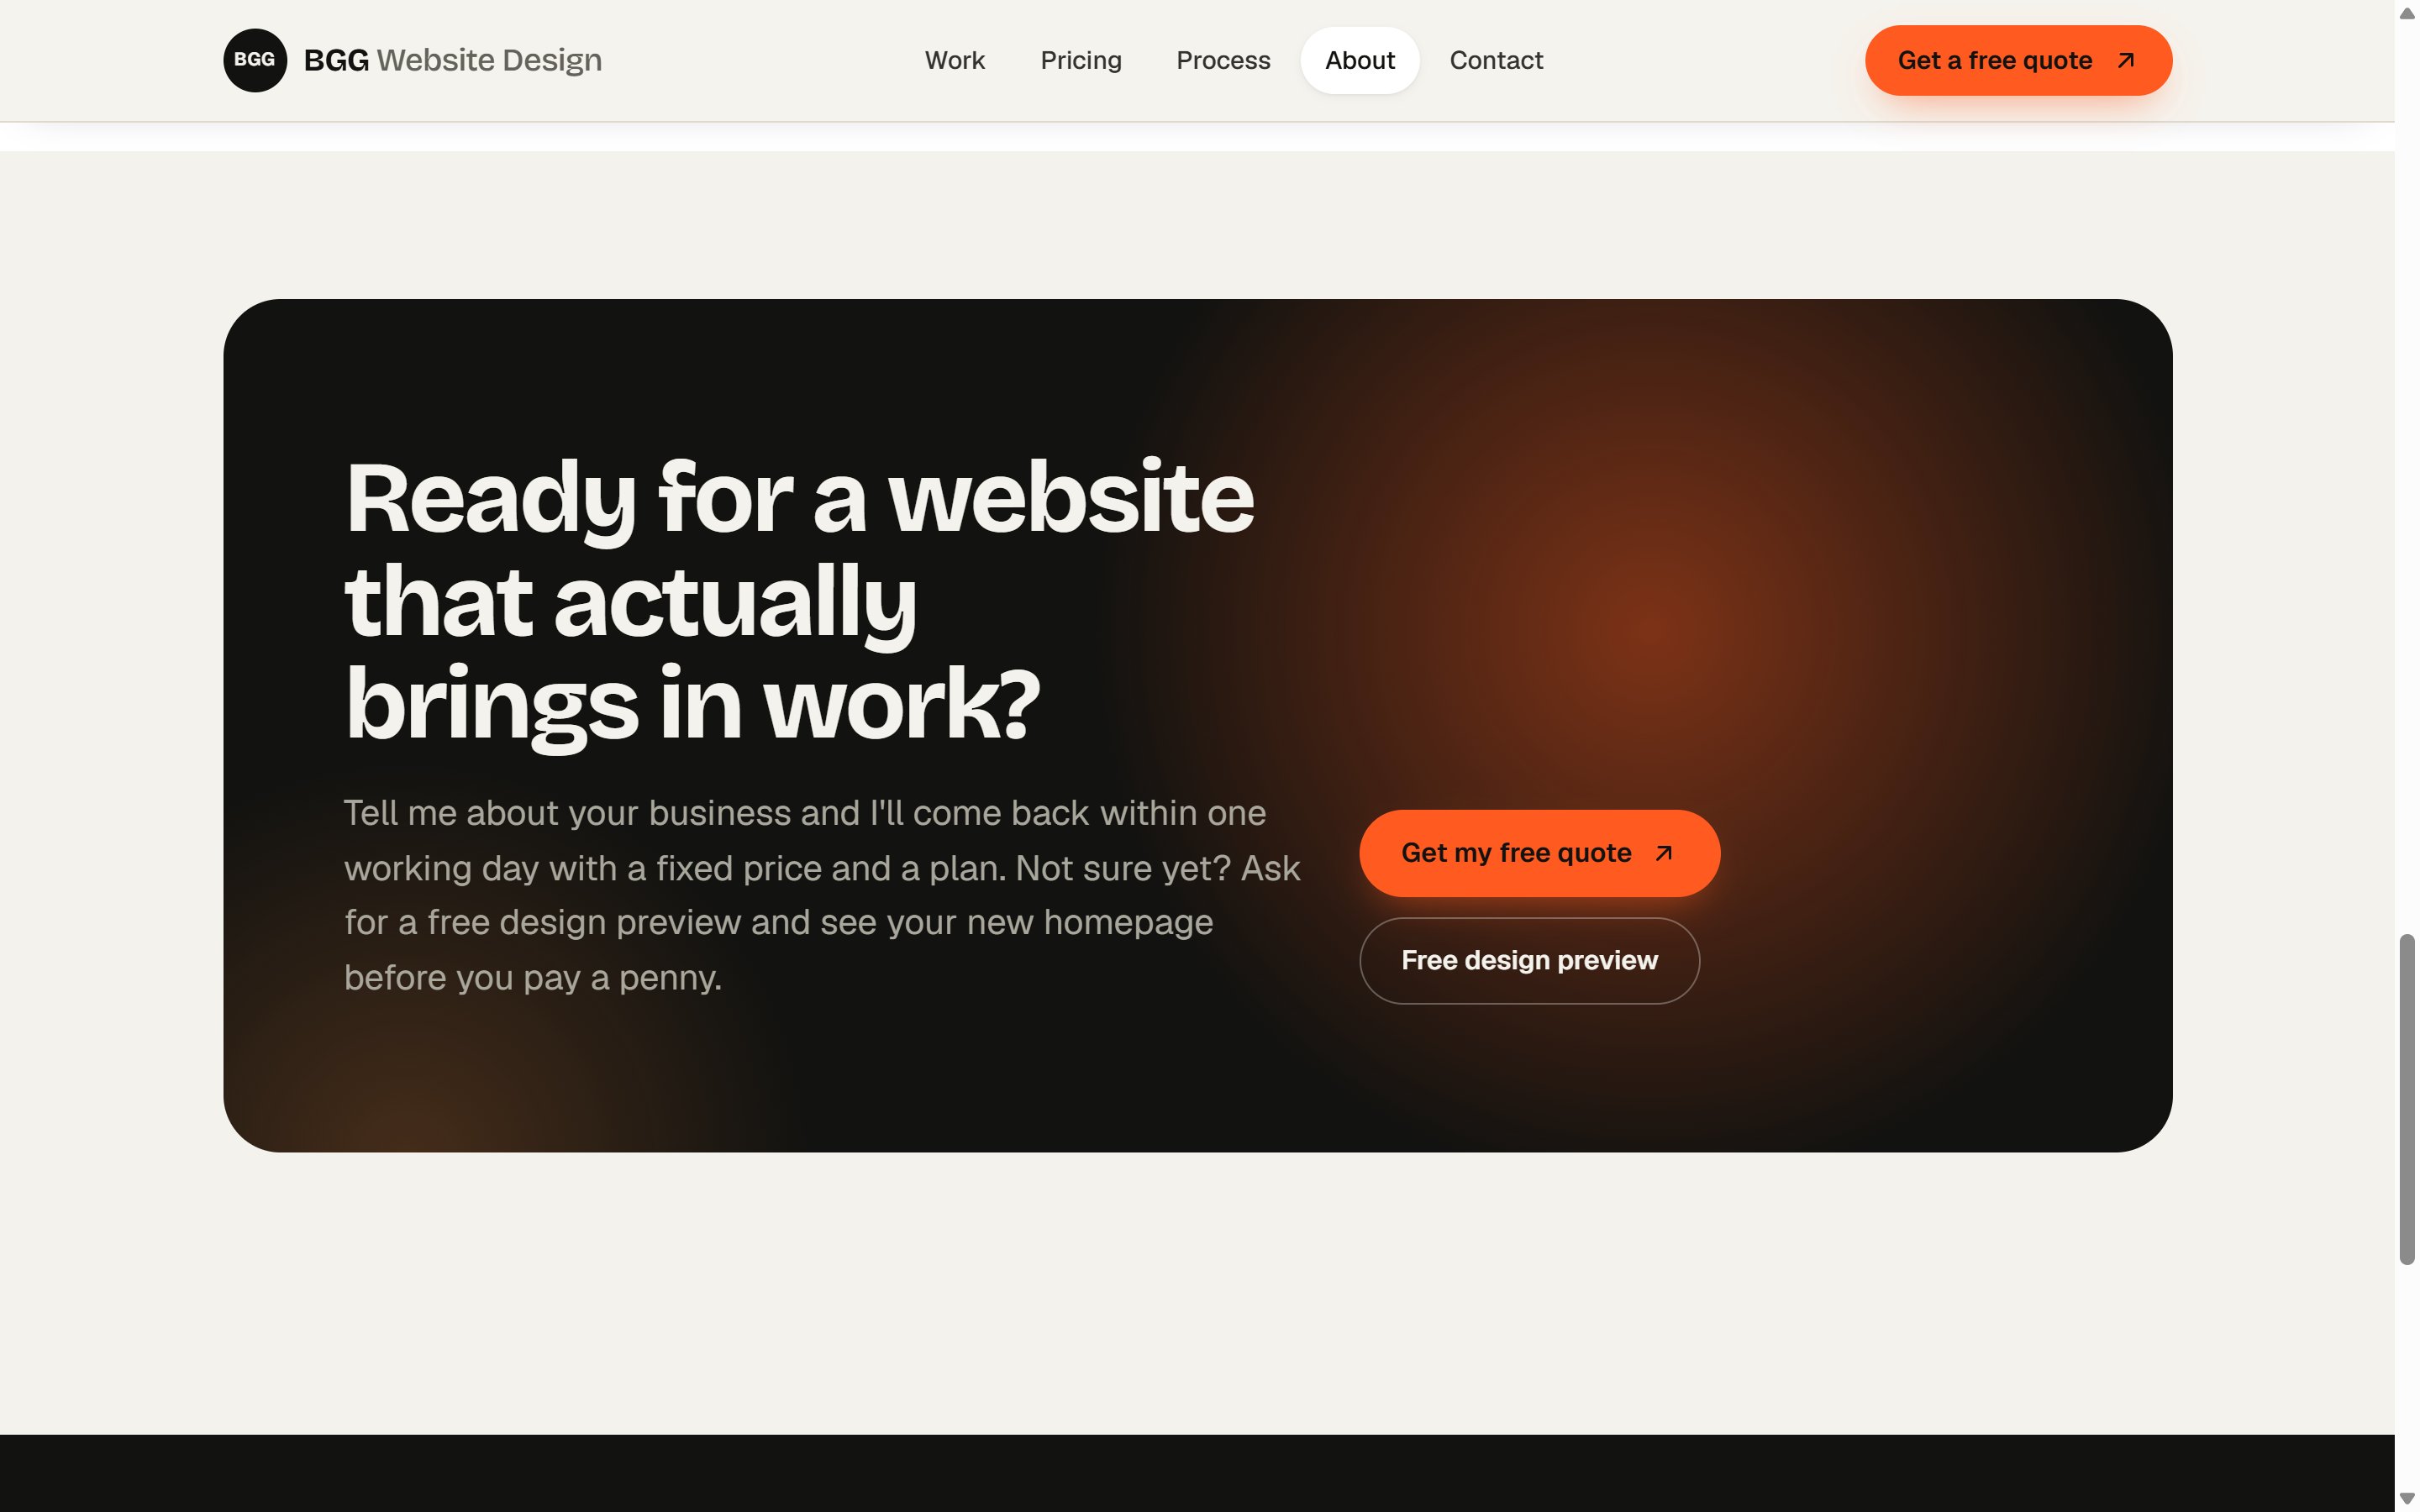 BGG BGG Website Design Work Pricing Process About Contact Get a free quote
Ready for a website
that actually
brings in work?
Tell me about your business and I'll come back within one
working day with a fixed price and a plan. Not sure yet? Ask
for a free design preview and see your new homepage
before you pay a penny.
Get my free quote
Free design preview